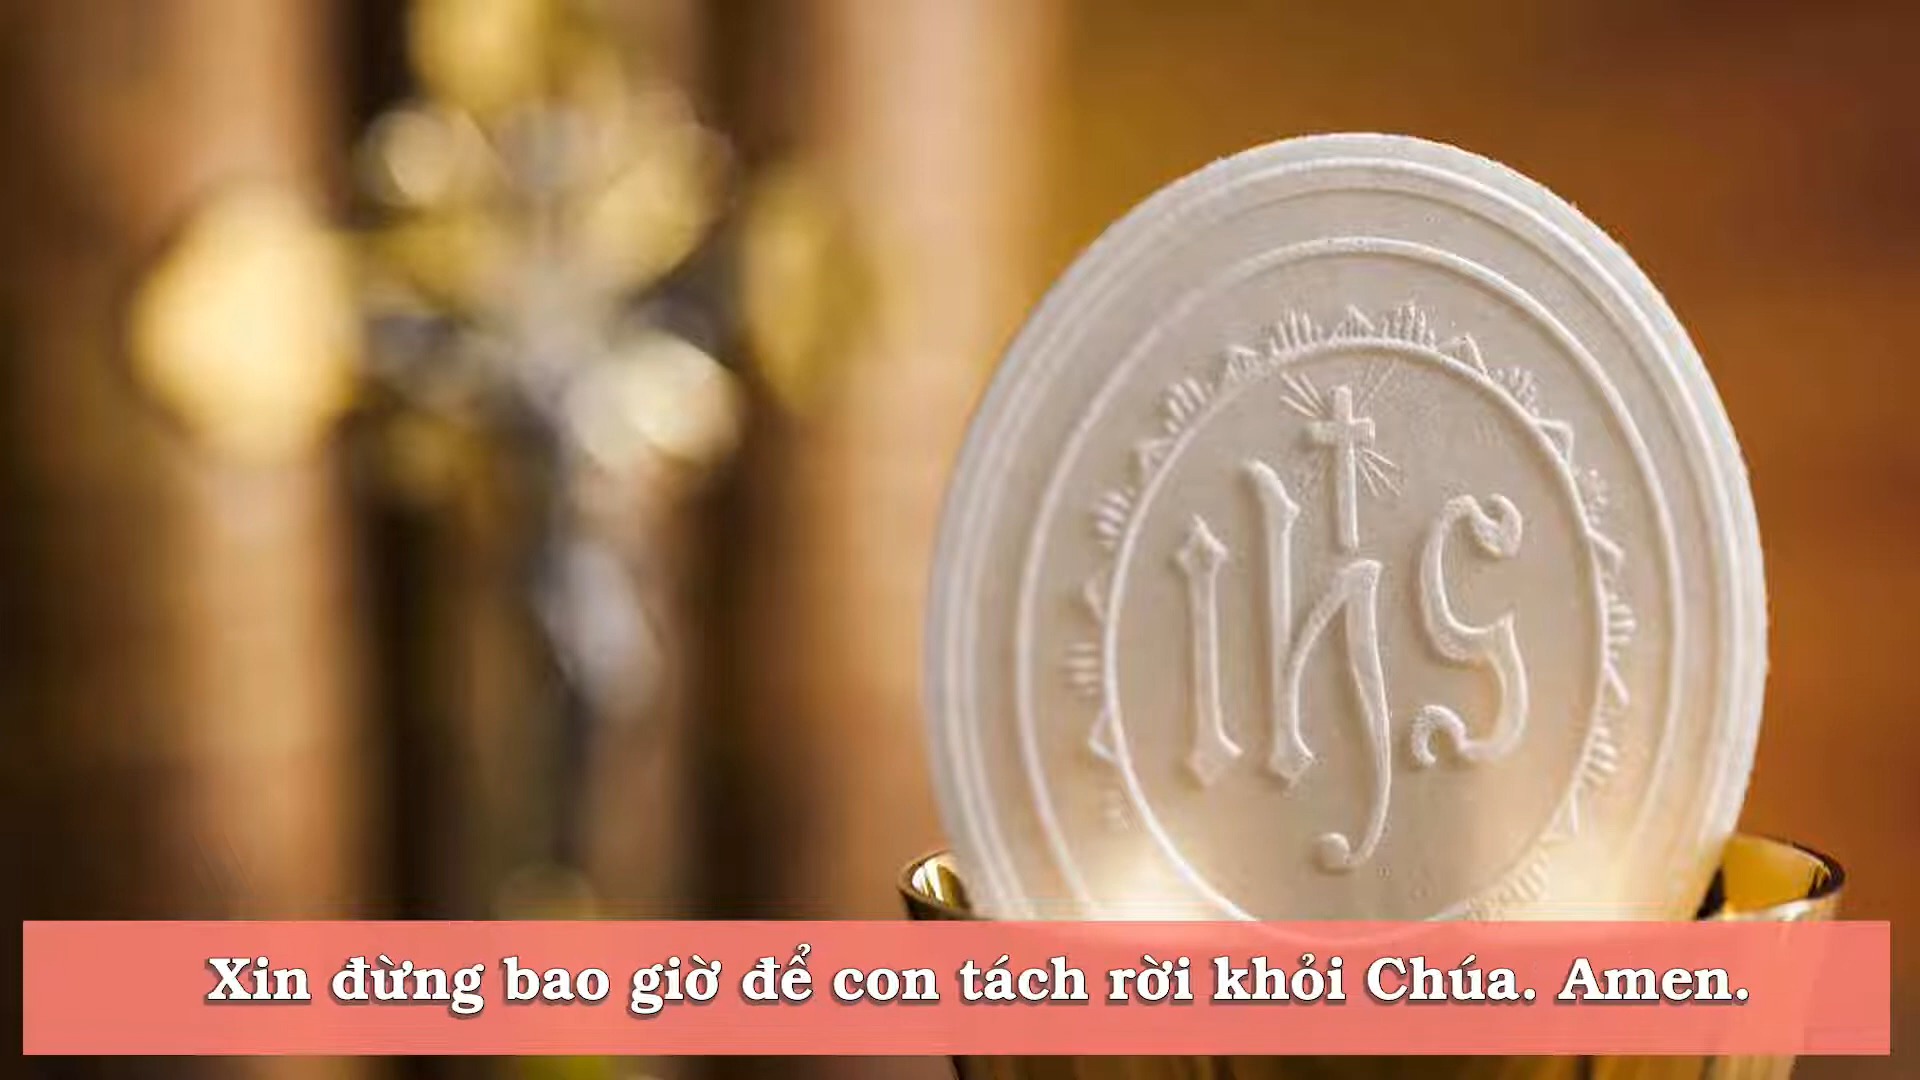 IHS
Xin đừng bao giờ để con tách rời khỏi Chúa. Amen.